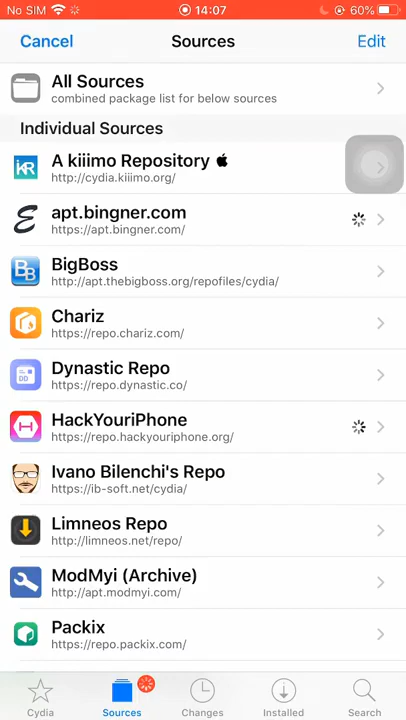 No SIM 14:07 60%
Cancel Sources Edit
All Sources
combined package list for below sources
Individual Sources
A kiiimo Repository
http://cydia.kiiimo.org/
apt.bingner.com
https://apt.bingner.com/
BigBoss
http://apt.thebigboss.org/repofiles/cydia/
Chariz
https://repo.chariz.com/
Dynastic Repo
https://repo.dynastic.co/
HackYouriPhone
https://repo.hackyouriphone.org/
Ivano Bilenchi's Repo
https://ib-soft.net/cydia/
Limneos Repo
http://limneos.net/repo/
ModMyi (Archive)
http://apt.modmyi.com/
Packix
https://repo.packix.com/
Cydia Sources Changes Installed Search